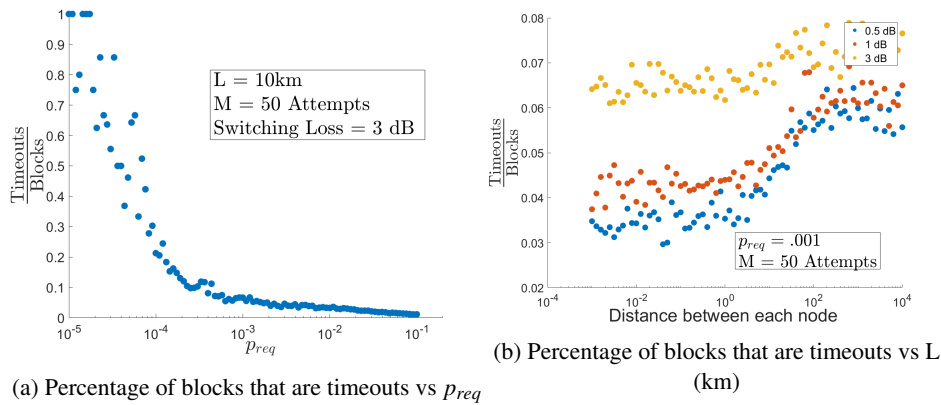 1
0.9
0.8
0.7
0.6
0.5
0.4
0.3
0.2
0.1
0
Timeouts
Blocks
L = 10km
M = 50 Attempts
Switching Loss = 3 dB
10^-5
10^-4
10^-3
10^-2
10^-1
p_req
(a) Percentage of blocks that are timeouts vs p_req
0.08
0.07
0.06
0.05
0.04
0.03
0.02
Timeouts
Blocks
0.5 dB
1 dB
3 dB
p_req = .001
M = 50 Attempts
10^-4
10^-2
10^0
10^2
10^4
Distance between each node
(b) Percentage of blocks that are timeouts vs L
(km)